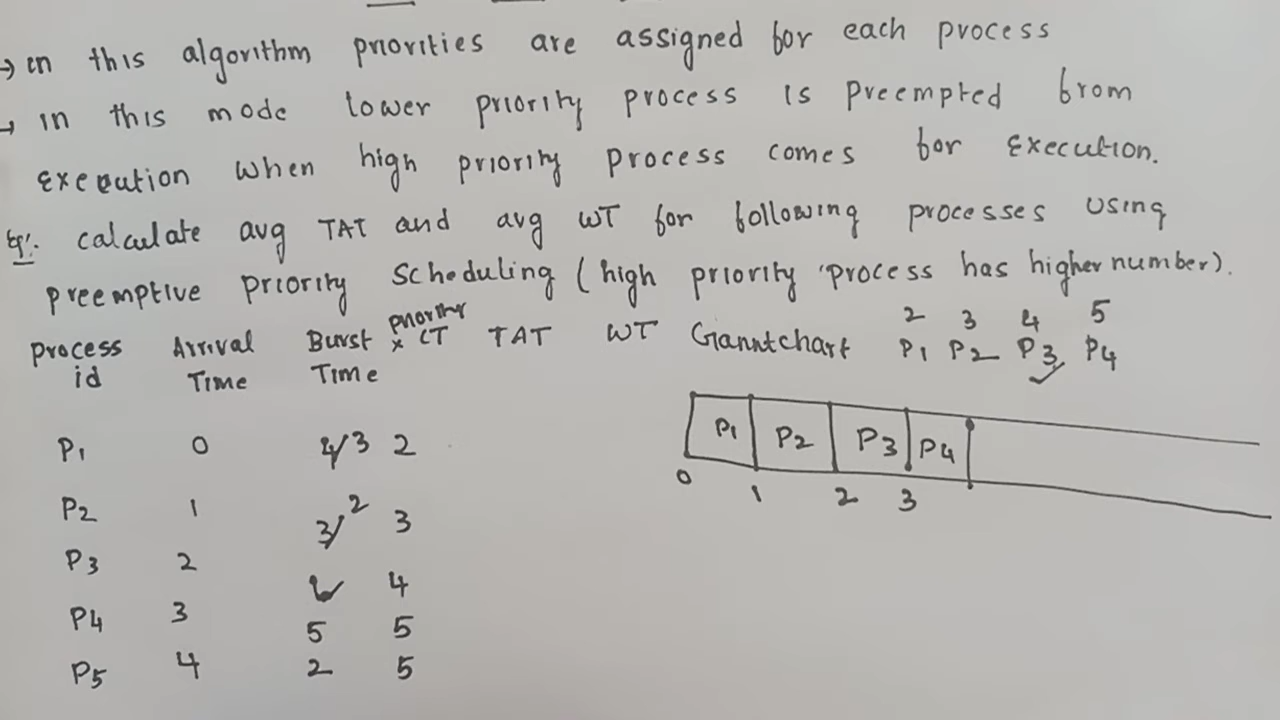 → in this algorithm priorities are assigned for each process
→ in this mode lower priority process is preempted from
execution when high priority process comes for execution.
Eg:. calculate avg TAT and avg WT for following processes using
preemptive priority scheduling (high priority process has higher number).
2 3 4 5
process id Arrival Time Burst Time priority x CT TAT WT Ganntchart P1 P2 P3 P4
P1 P2 P3 P4
0 1 2 3
P1 0 4 3 2
P2 1 3 2 3
P3 2 4
P4 3 5 5
P5 4 2 5